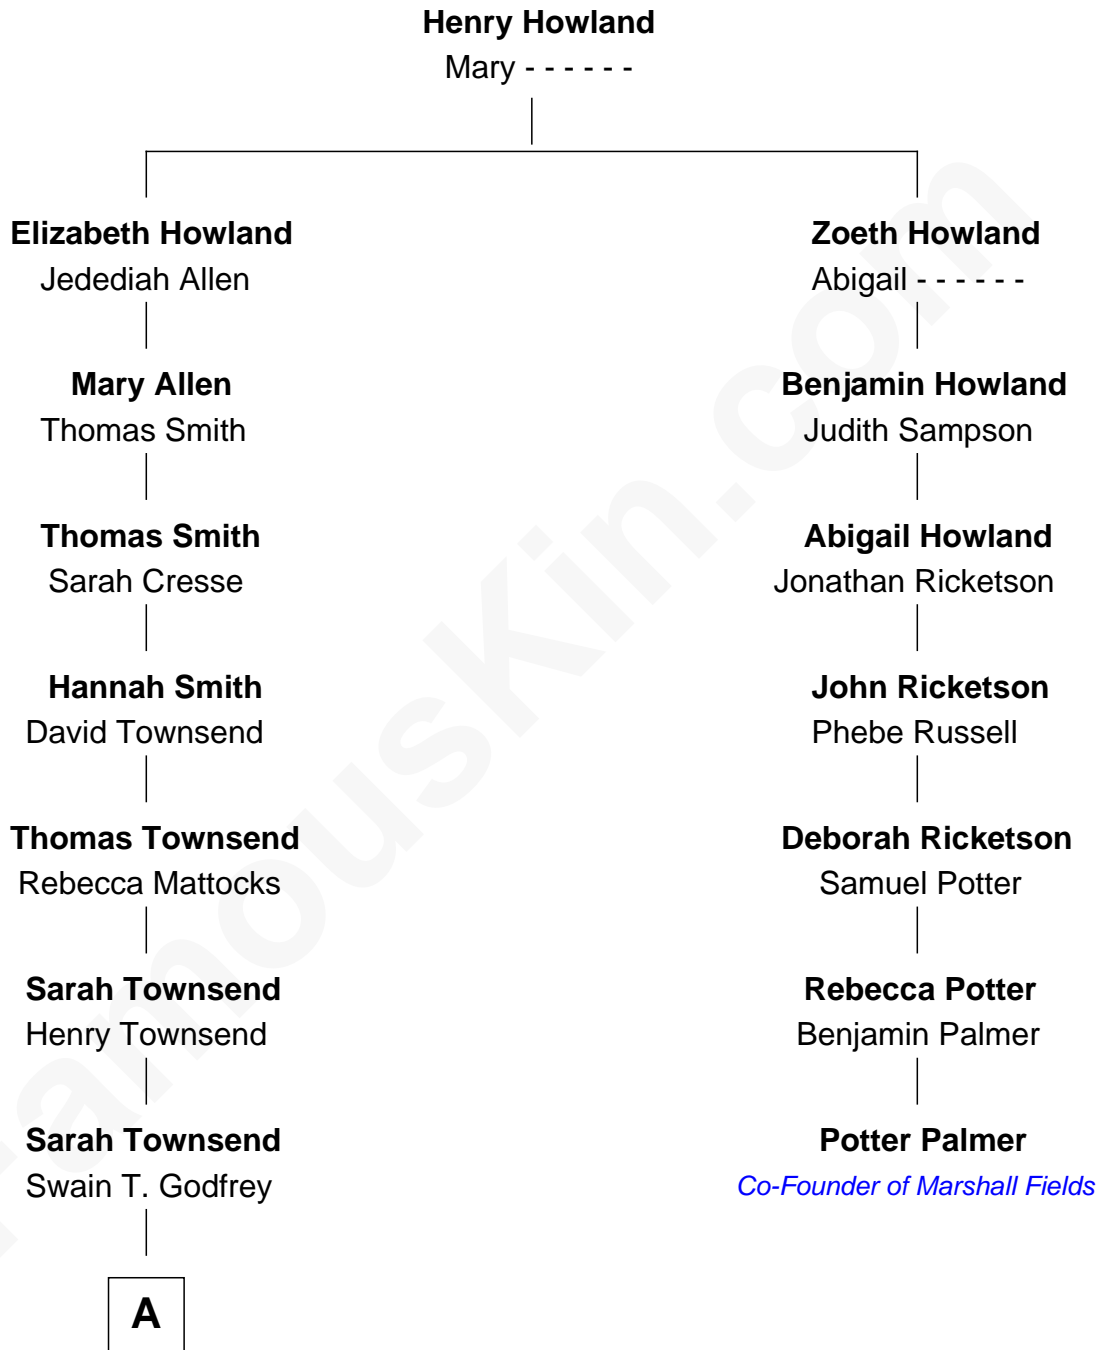 Henry Howland
Mary - - - - - -
Elizabeth Howland
Jedediah Allen
Zoeth Howland
Abigail - - - - - -
Mary Allen
Thomas Smith
Benjamin Howland
Judith Sampson
Thomas Smith
Sarah Cresse
Abigail Howland
Jonathan Ricketson
Hannah Smith
David Townsend
John Ricketson
Phebe Russell
Thomas Townsend
Rebecca Mattocks
Deborah Ricketson
Samuel Potter
Sarah Townsend
Henry Townsend
Rebecca Potter
Benjamin Palmer
Sarah Townsend
Swain T. Godfrey
Potter Palmer
Co-Founder of Marshall Fields
A
FamousKin.com